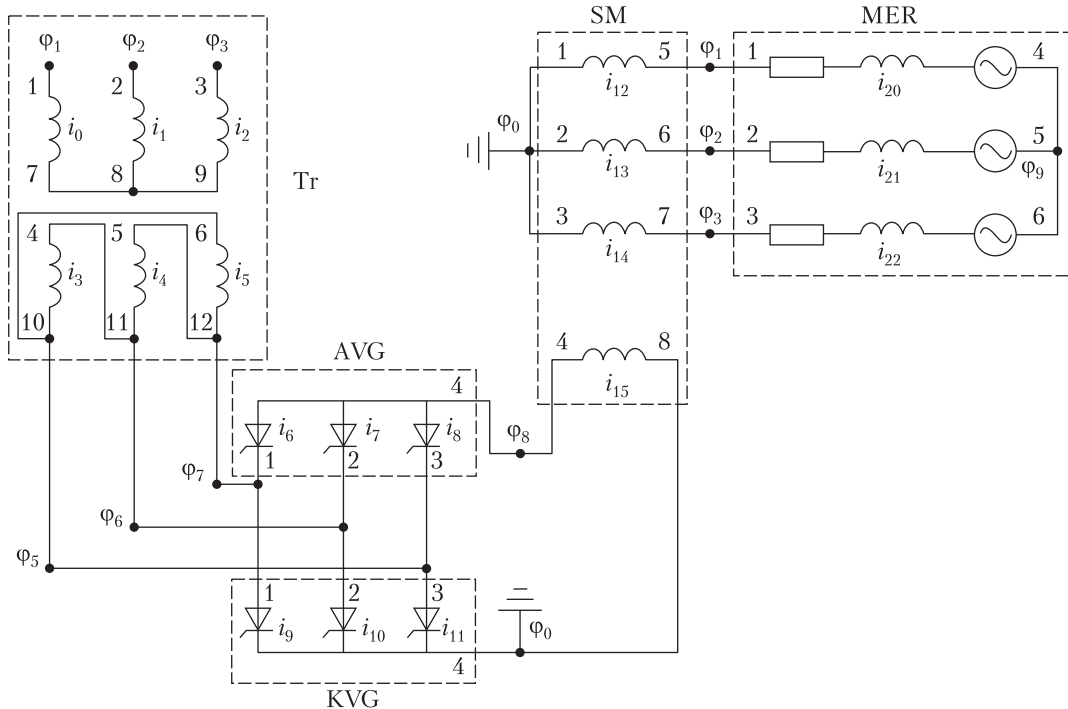 SM
MER
φ₁ φ₂ φ₃
1 2 3
i₀ i₁ i₂
7 8 9
Tr
4 5 6
i₃ i₄ i₅
10 11 12
φ₀
1 5 φ₁ 1 4
i₁₂ i₂₀
2 6 φ₂ 2 5
i₁₃ i₂₁ φ₉
3 7 φ₃ 3 6
i₁₄ i₂₂
4 8
i₁₅
AVG
4
i₆ i₇ i₈
1 2 3
φ₈
φ₇
φ₆
φ₅
1 2 3
i₉ i₁₀ i₁₁
4
φ₀
KVG